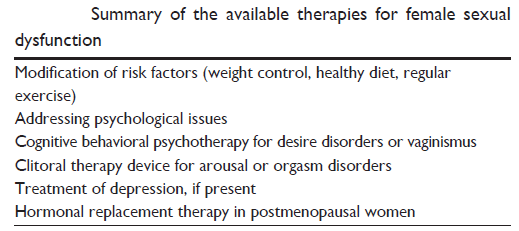 Summary of the available therapies for female sexual
dysfunction
Modification of risk factors (weight control, healthy diet, regular
exercise)
Addressing psychological issues
Cognitive behavioral psychotherapy for desire disorders or vaginismus
Clitoral therapy device for arousal or orgasm disorders
Treatment of depression, if present
Hormonal replacement therapy in postmenopausal women